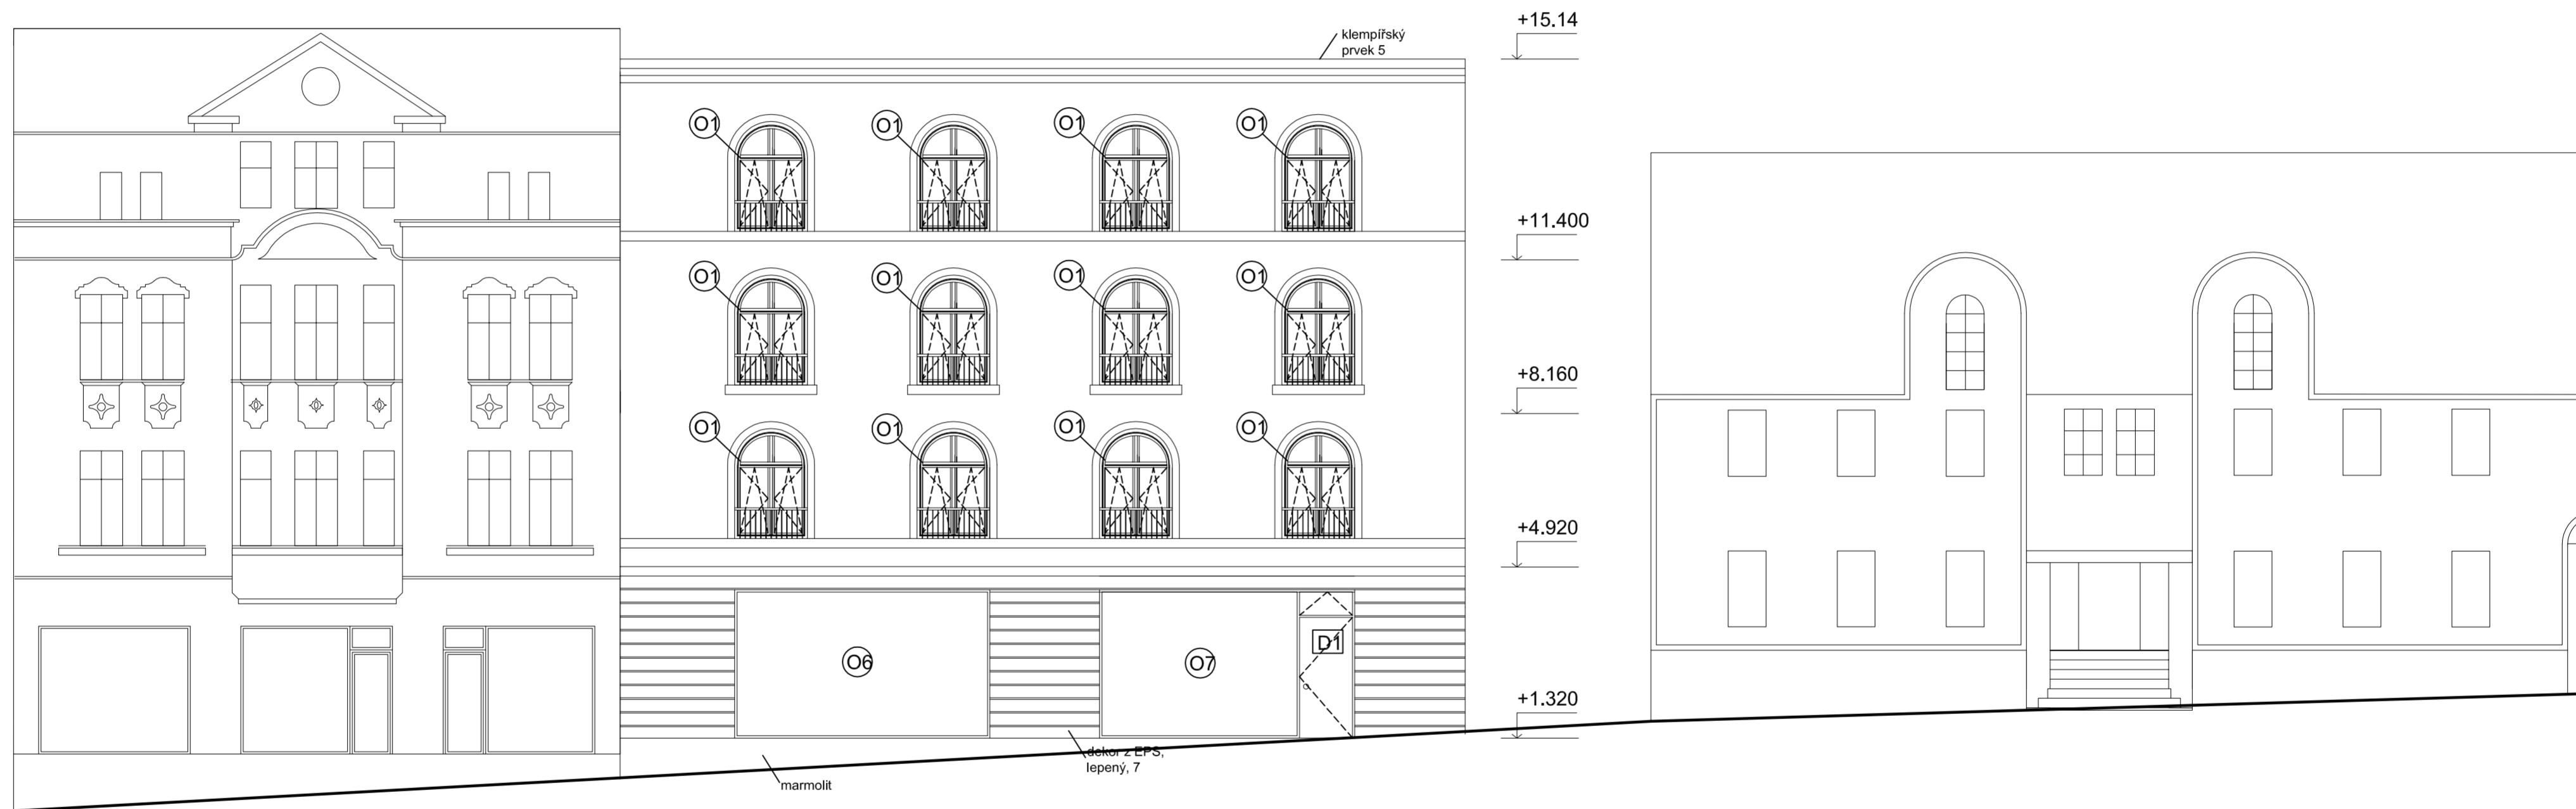 +15.14
klempířský
prvek 5
O1 O1 O1 O1
+11.400
O1 O1 O1 O1
+8.160
O1 O1 O1 O1
+4.920
D1
O6 O7
+1.320
dekor z EPS,
lepený, 7
marmolit